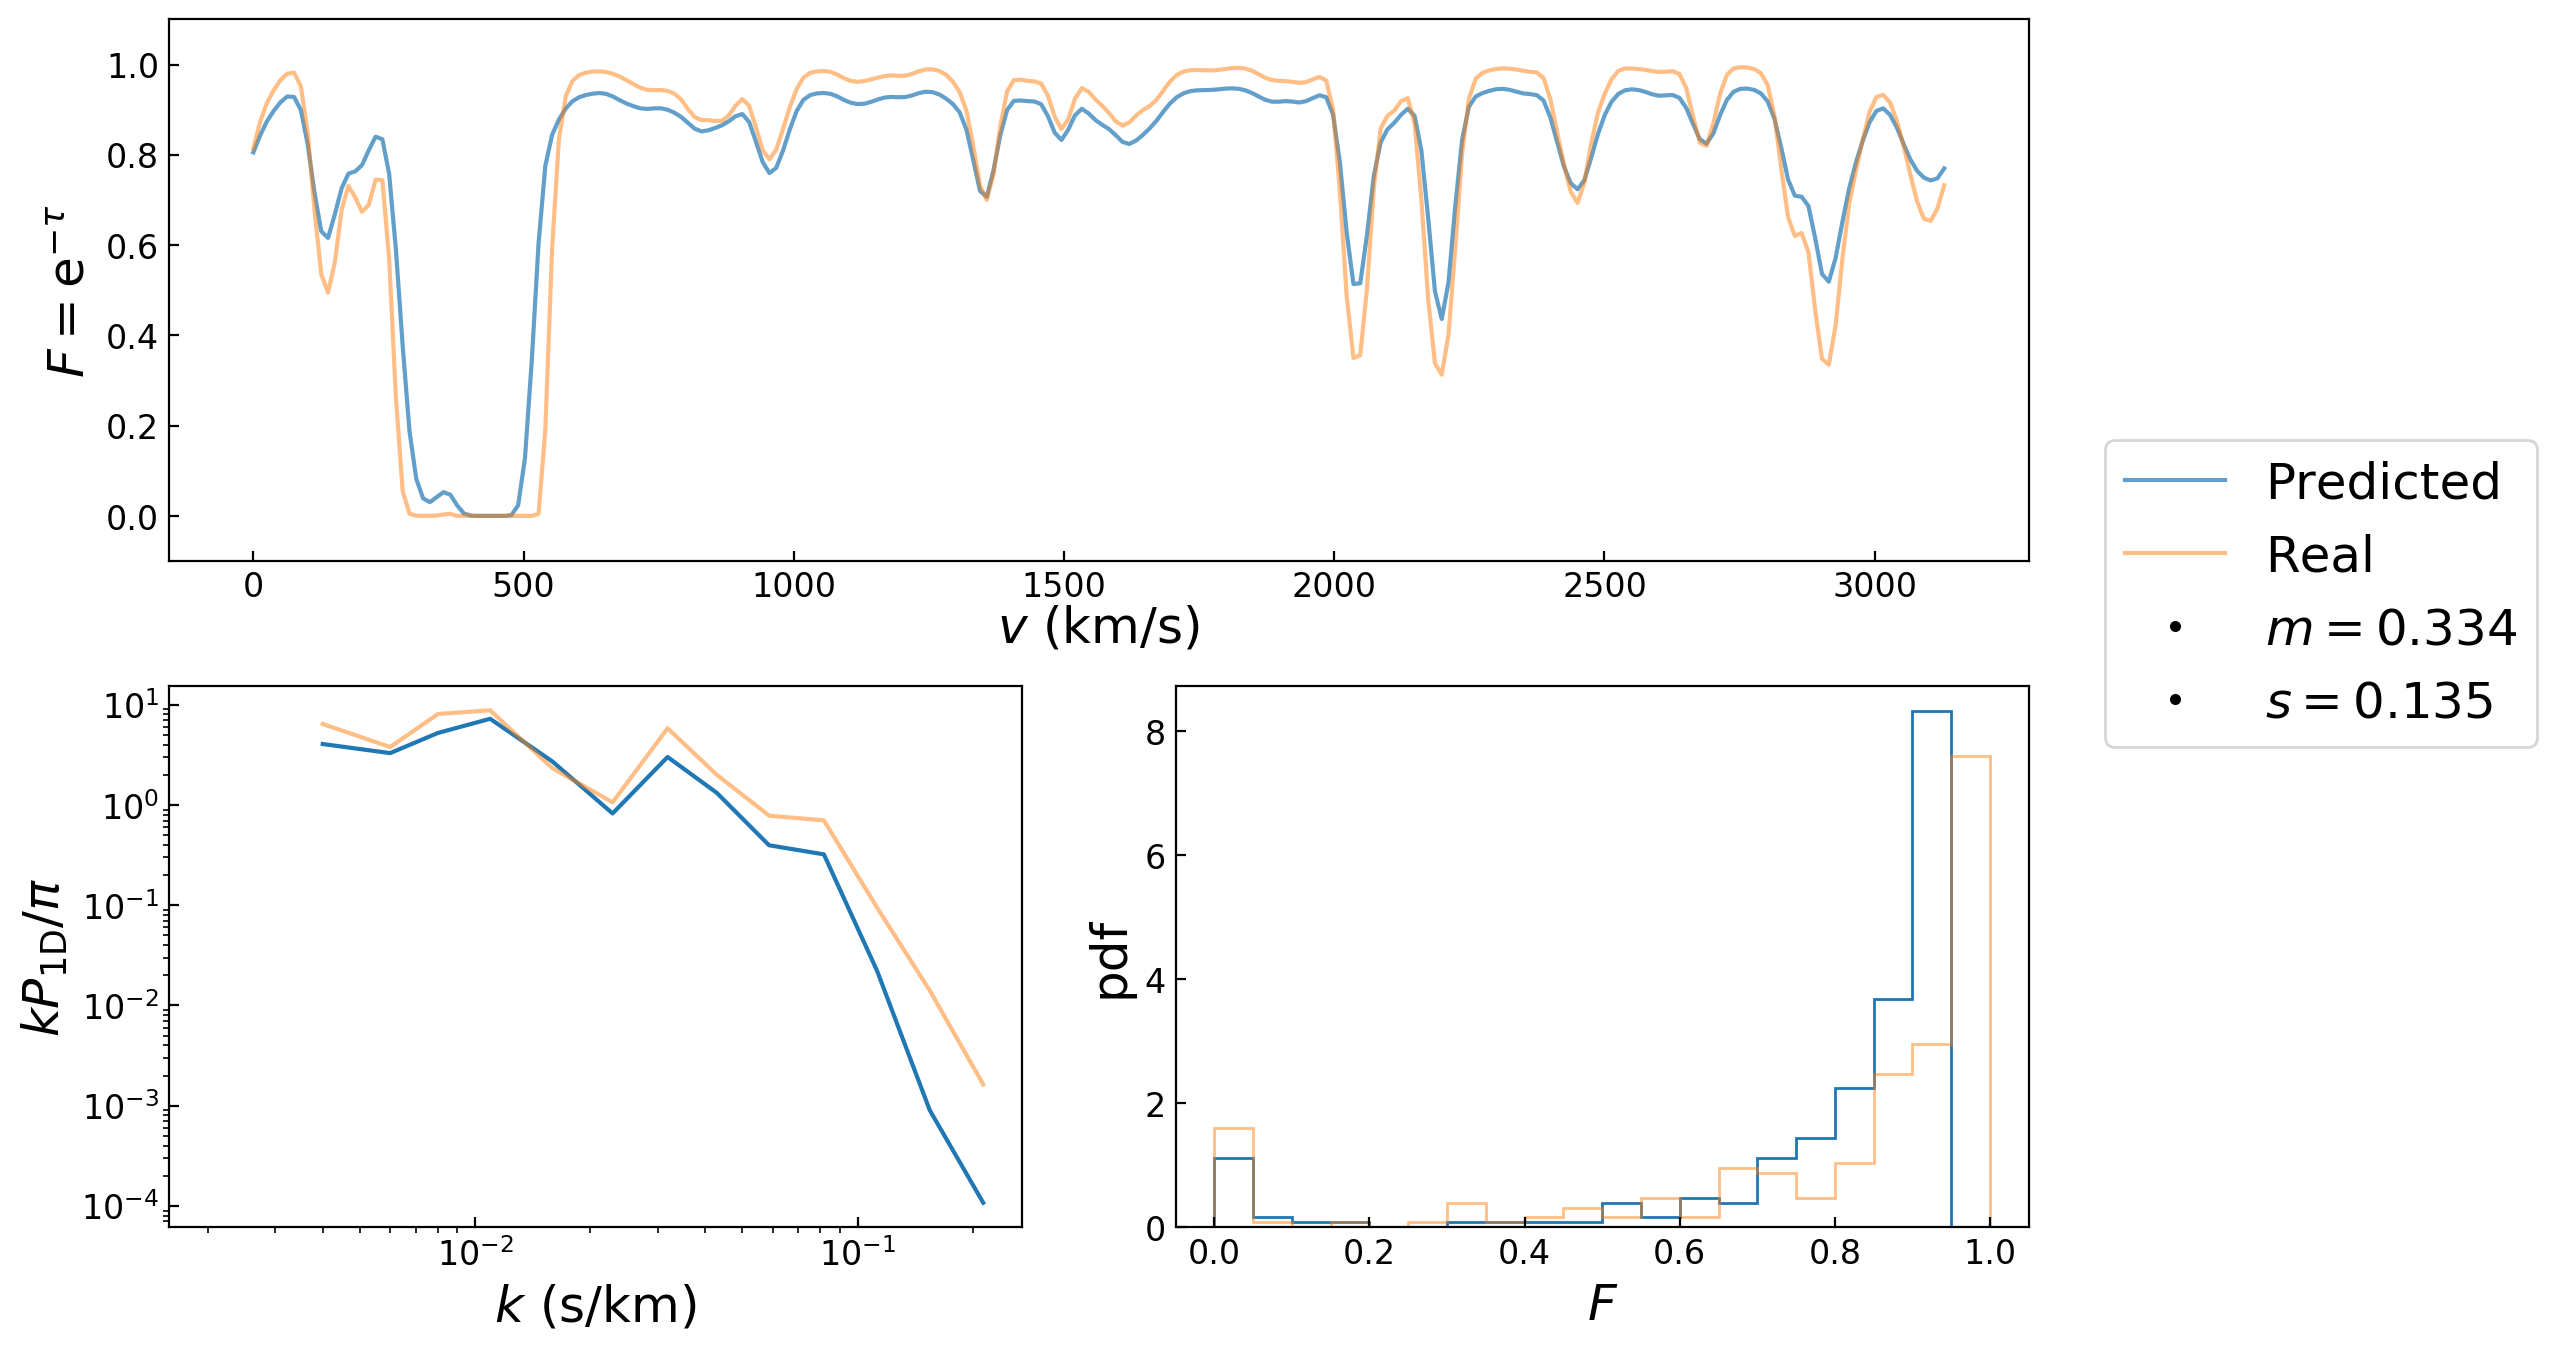 F = e^{-τ}
1.0
0.8
0.6
0.4
0.2
0.0
0 500 1000 1500 2000 2500 3000
v (km/s)
Predicted
Real
m = 0.334
s = 0.135
kP_{1D}/π
10^1
10^0
10^{-1}
10^{-2}
10^{-3}
10^{-4}
10^{-2} 10^{-1}
k (s/km)
pdf
8
6
4
2
0
0.0 0.2 0.4 0.6 0.8 1.0
F